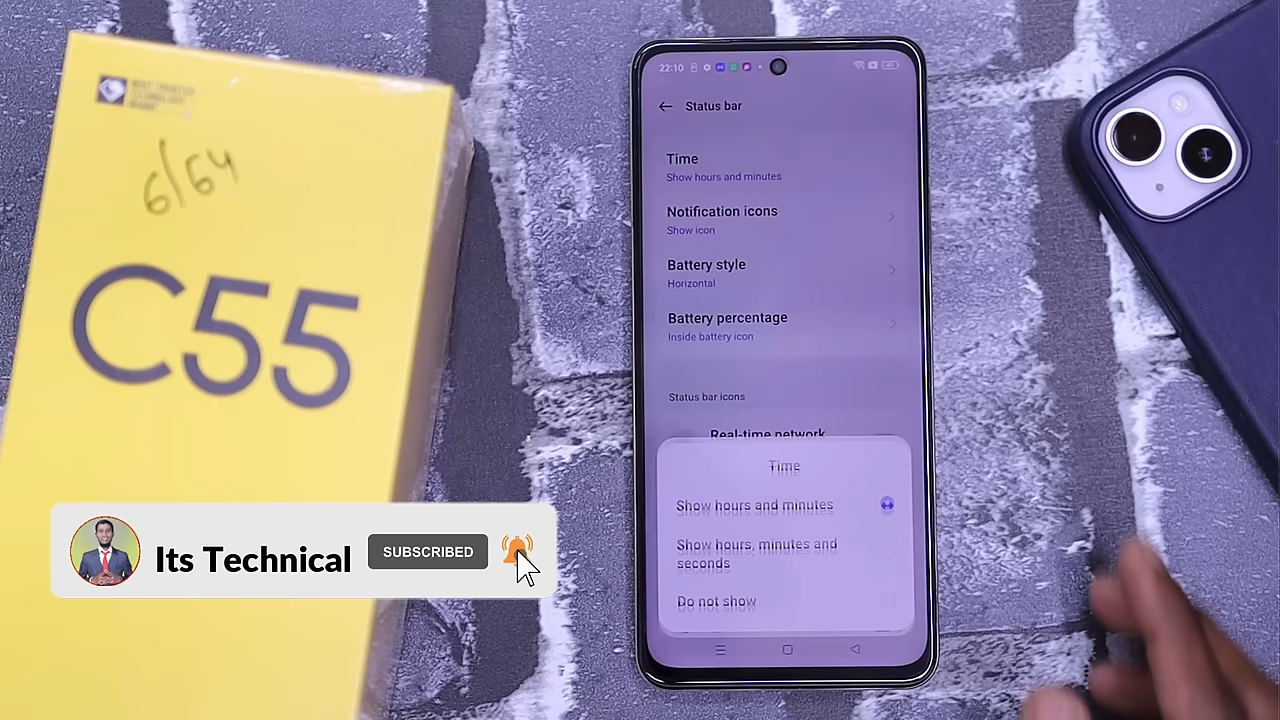 6/64
C55
Its Technical
SUBSCRIBED
22:10
Status bar
Time
Show hours and minutes
Notification icons
Show icon
Battery style
Horizontal
Battery percentage
Inside battery icon
Status bar icons
Real-time network
Time
Show hours and minutes
Show hours, minutes and
seconds
Do not show